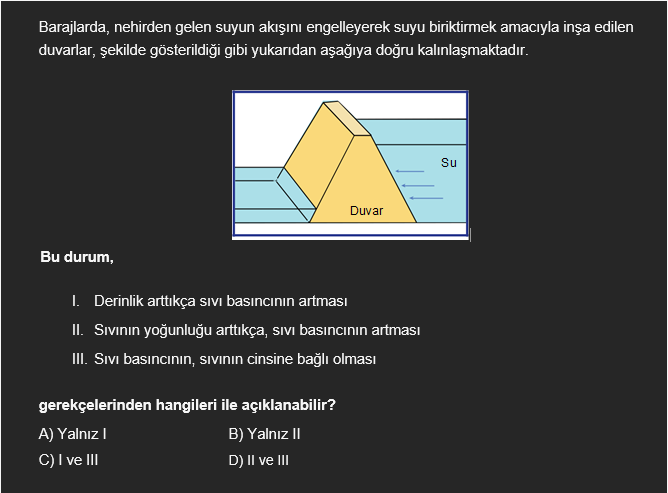 Barajlarda, nehirden gelen suyun akışını engelleyerek suyu biriktirmek amacıyla inşa edilen
duvarlar, şekilde gösterildiği gibi yukarıdan aşağıya doğru kalınlaşmaktadır.
Su
Duvar
Bu durum,
I. Derinlik arttıkça sıvı basıncının artması
II. Sıvının yoğunluğu arttıkça, sıvı basıncının artması
III. Sıvı basıncının, sıvının cinsine bağlı olması
gerekçelerinden hangileri ile açıklanabilir?
A) Yalnız I B) Yalnız II
C) I ve III D) II ve III